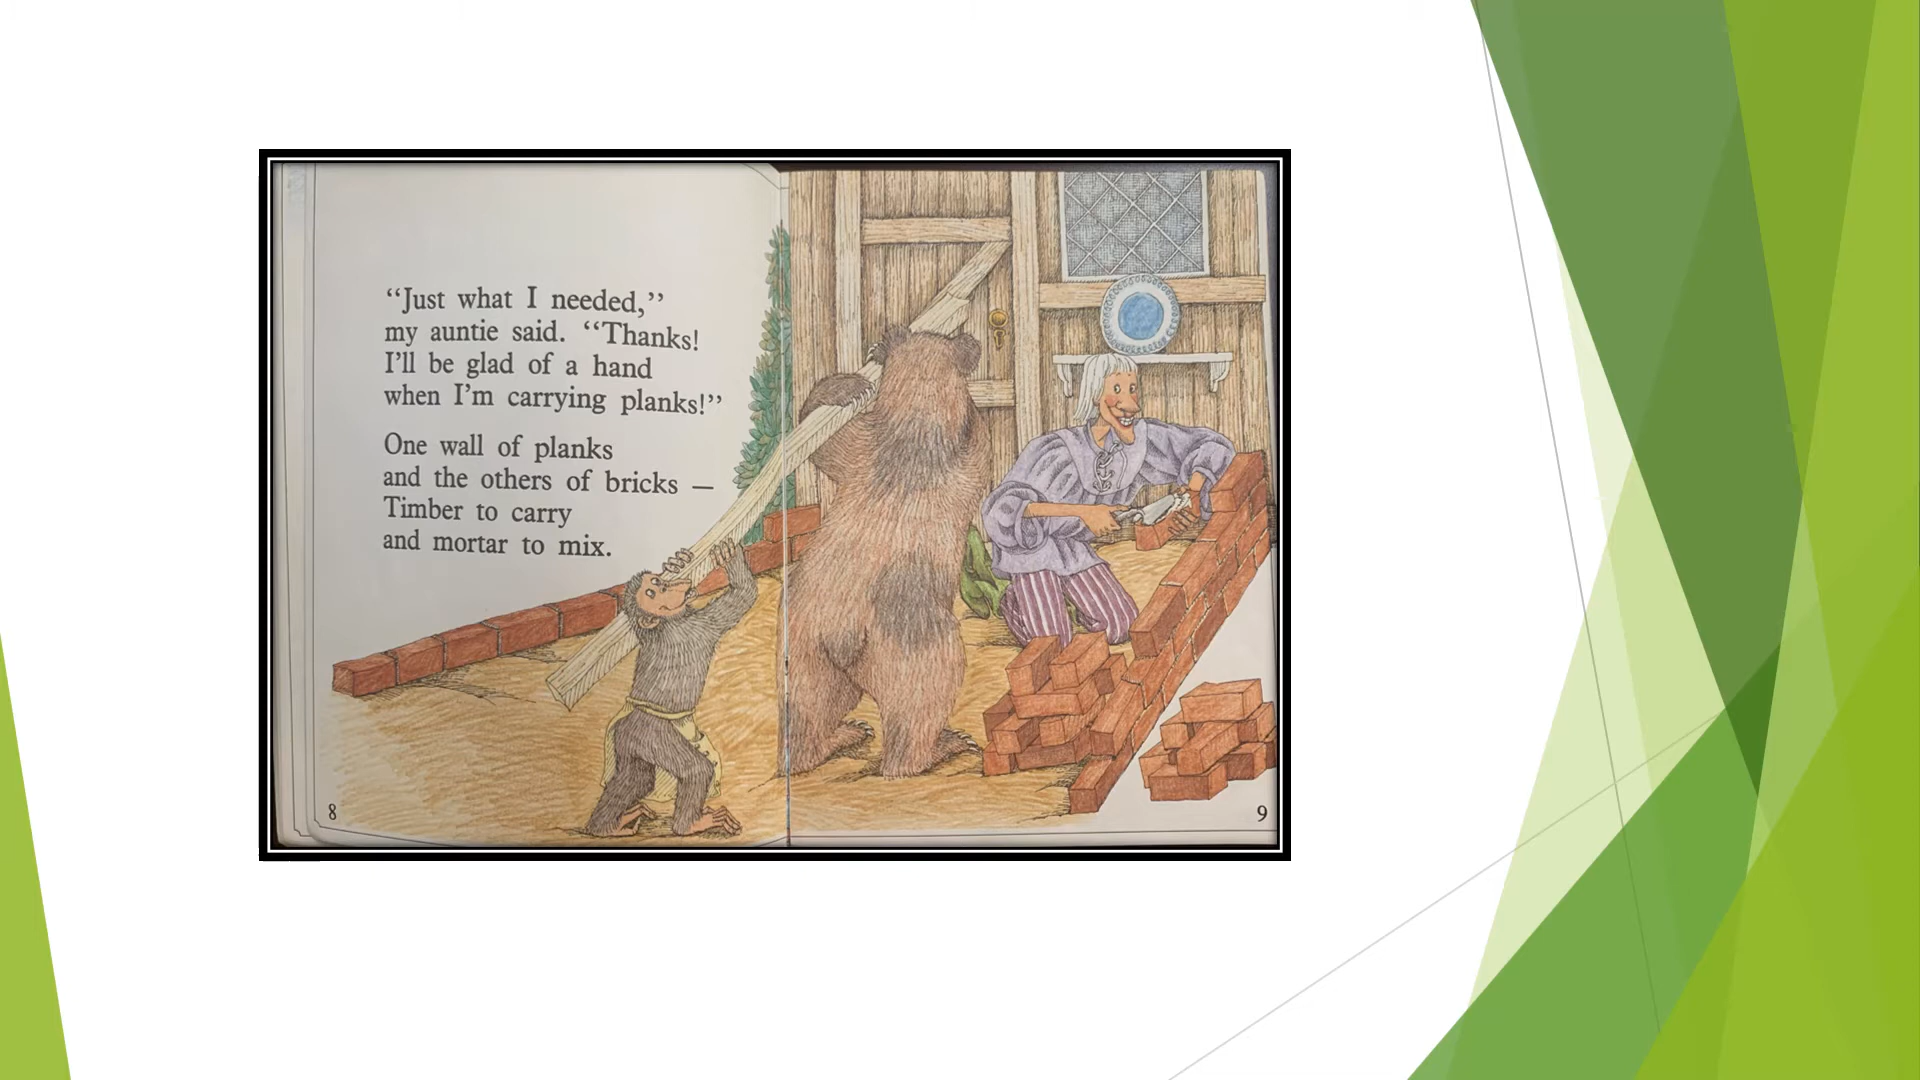 “Just what I needed,”
my auntie said. “Thanks!
I’ll be glad of a hand
when I’m carrying planks!”
One wall of planks
and the others of bricks —
Timber to carry
and mortar to mix.
8
9